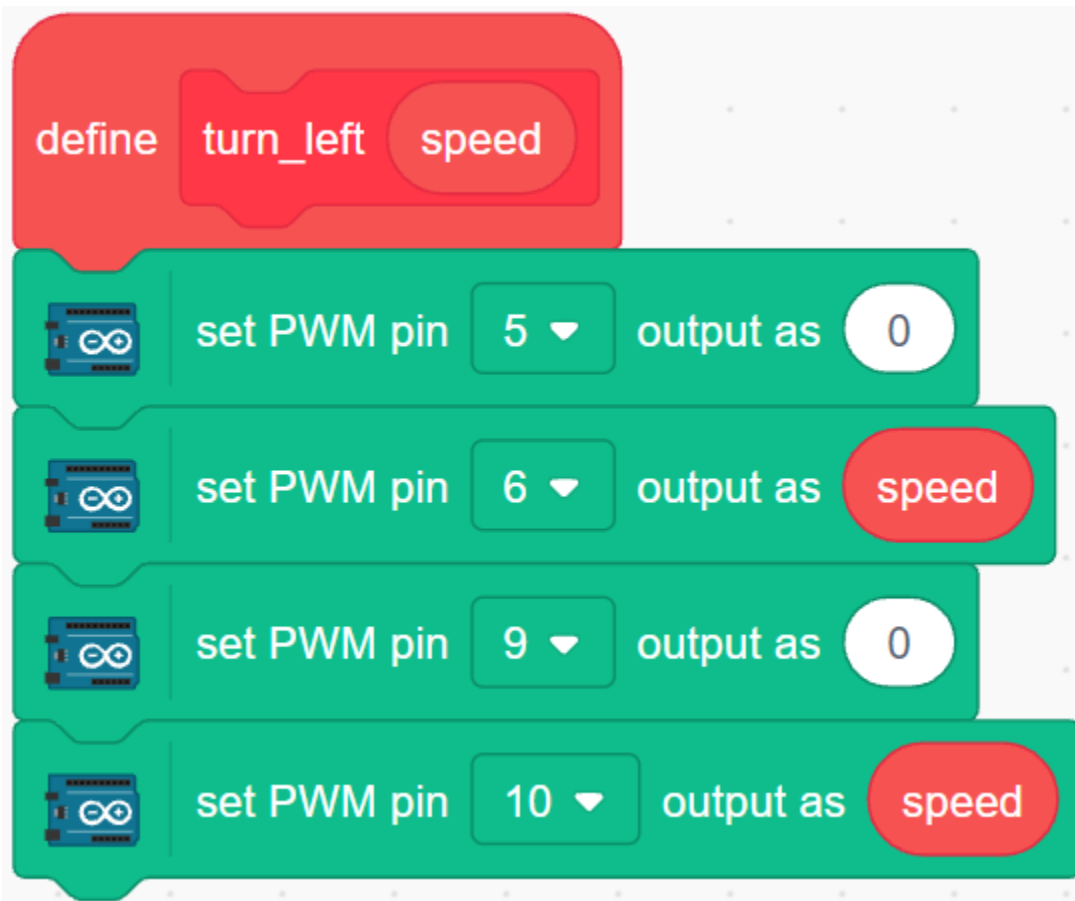 define turn_left speed
set PWM pin 5 output as 0
set PWM pin 6 output as speed
set PWM pin 9 output as 0
set PWM pin 10 output as speed